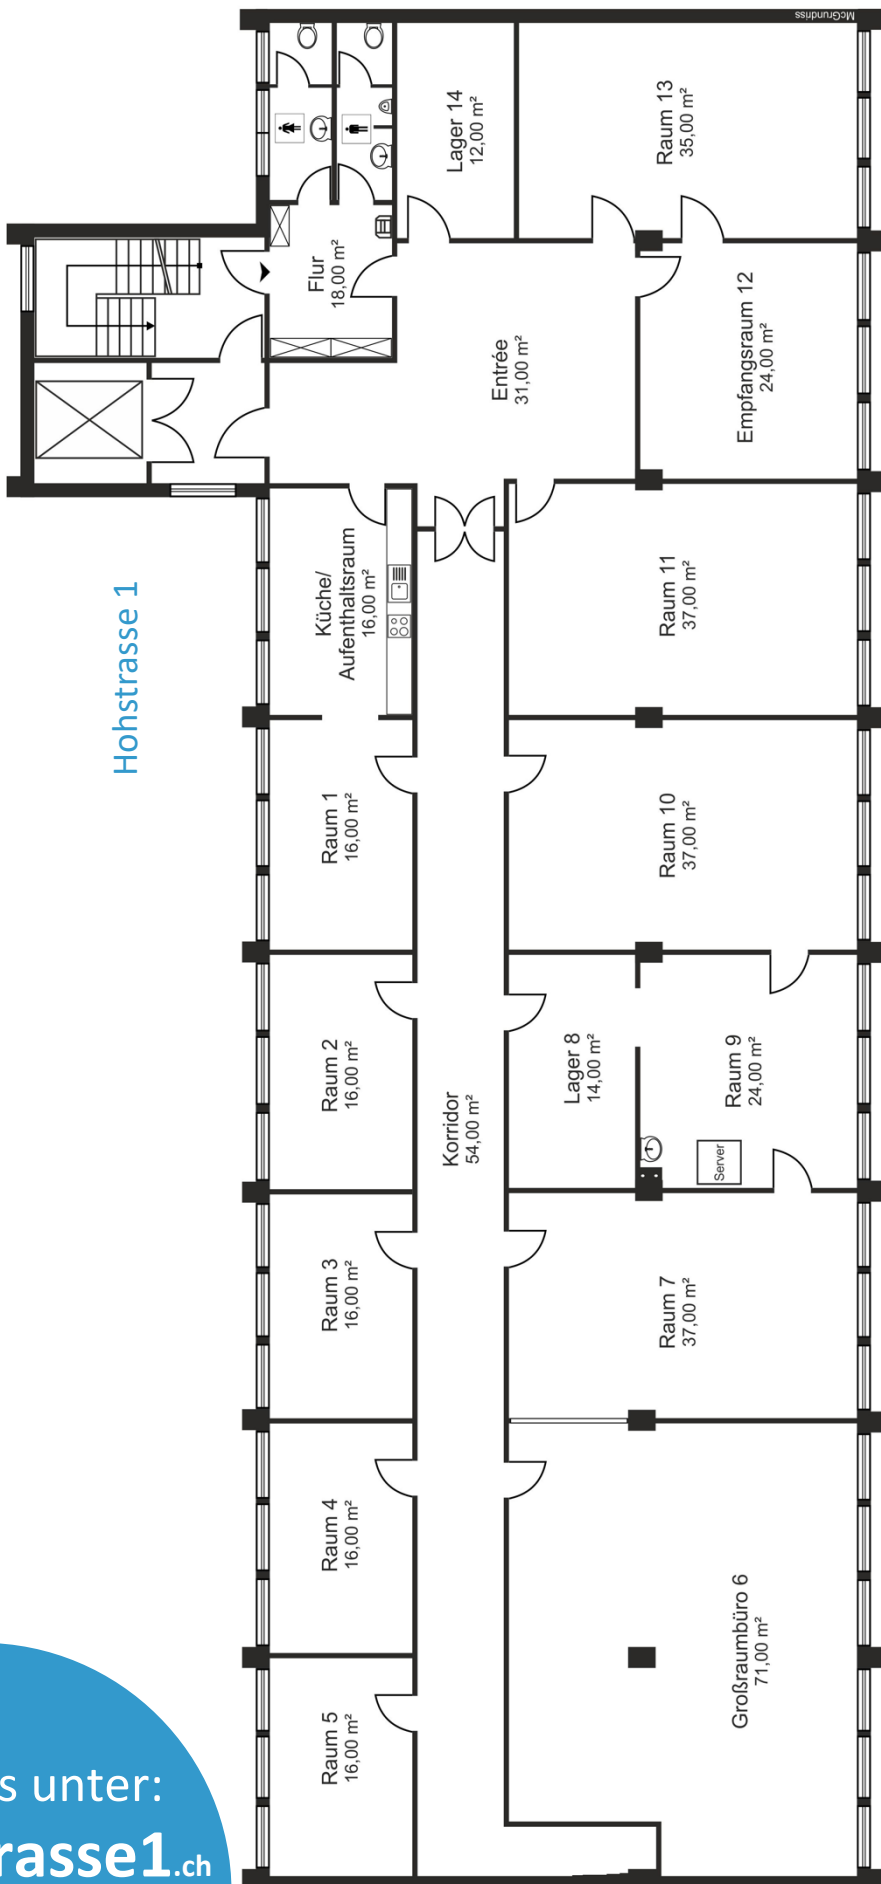 McGrundriss
Lager 14
12,00 m²
Raum 13
35,00 m²
Flur
18,00 m²
Entrée
31,00 m²
Empfangsraum 12
24,00 m²
Hohstrasse 1
Küche/
Aufenthaltsraum
16,00 m²
Raum 11
37,00 m²
Raum 1
16,00 m²
Raum 10
37,00 m²
Raum 2
16,00 m²
Korridor
54,00 m²
Lager 8
14,00 m²
Raum 9
24,00 m²
Server
Raum 3
16,00 m²
Raum 7
37,00 m²
Raum 4
16,00 m²
Großraumbüro 6
71,00 m²
Raum 5
16,00 m²
s unter:
rasse1.ch